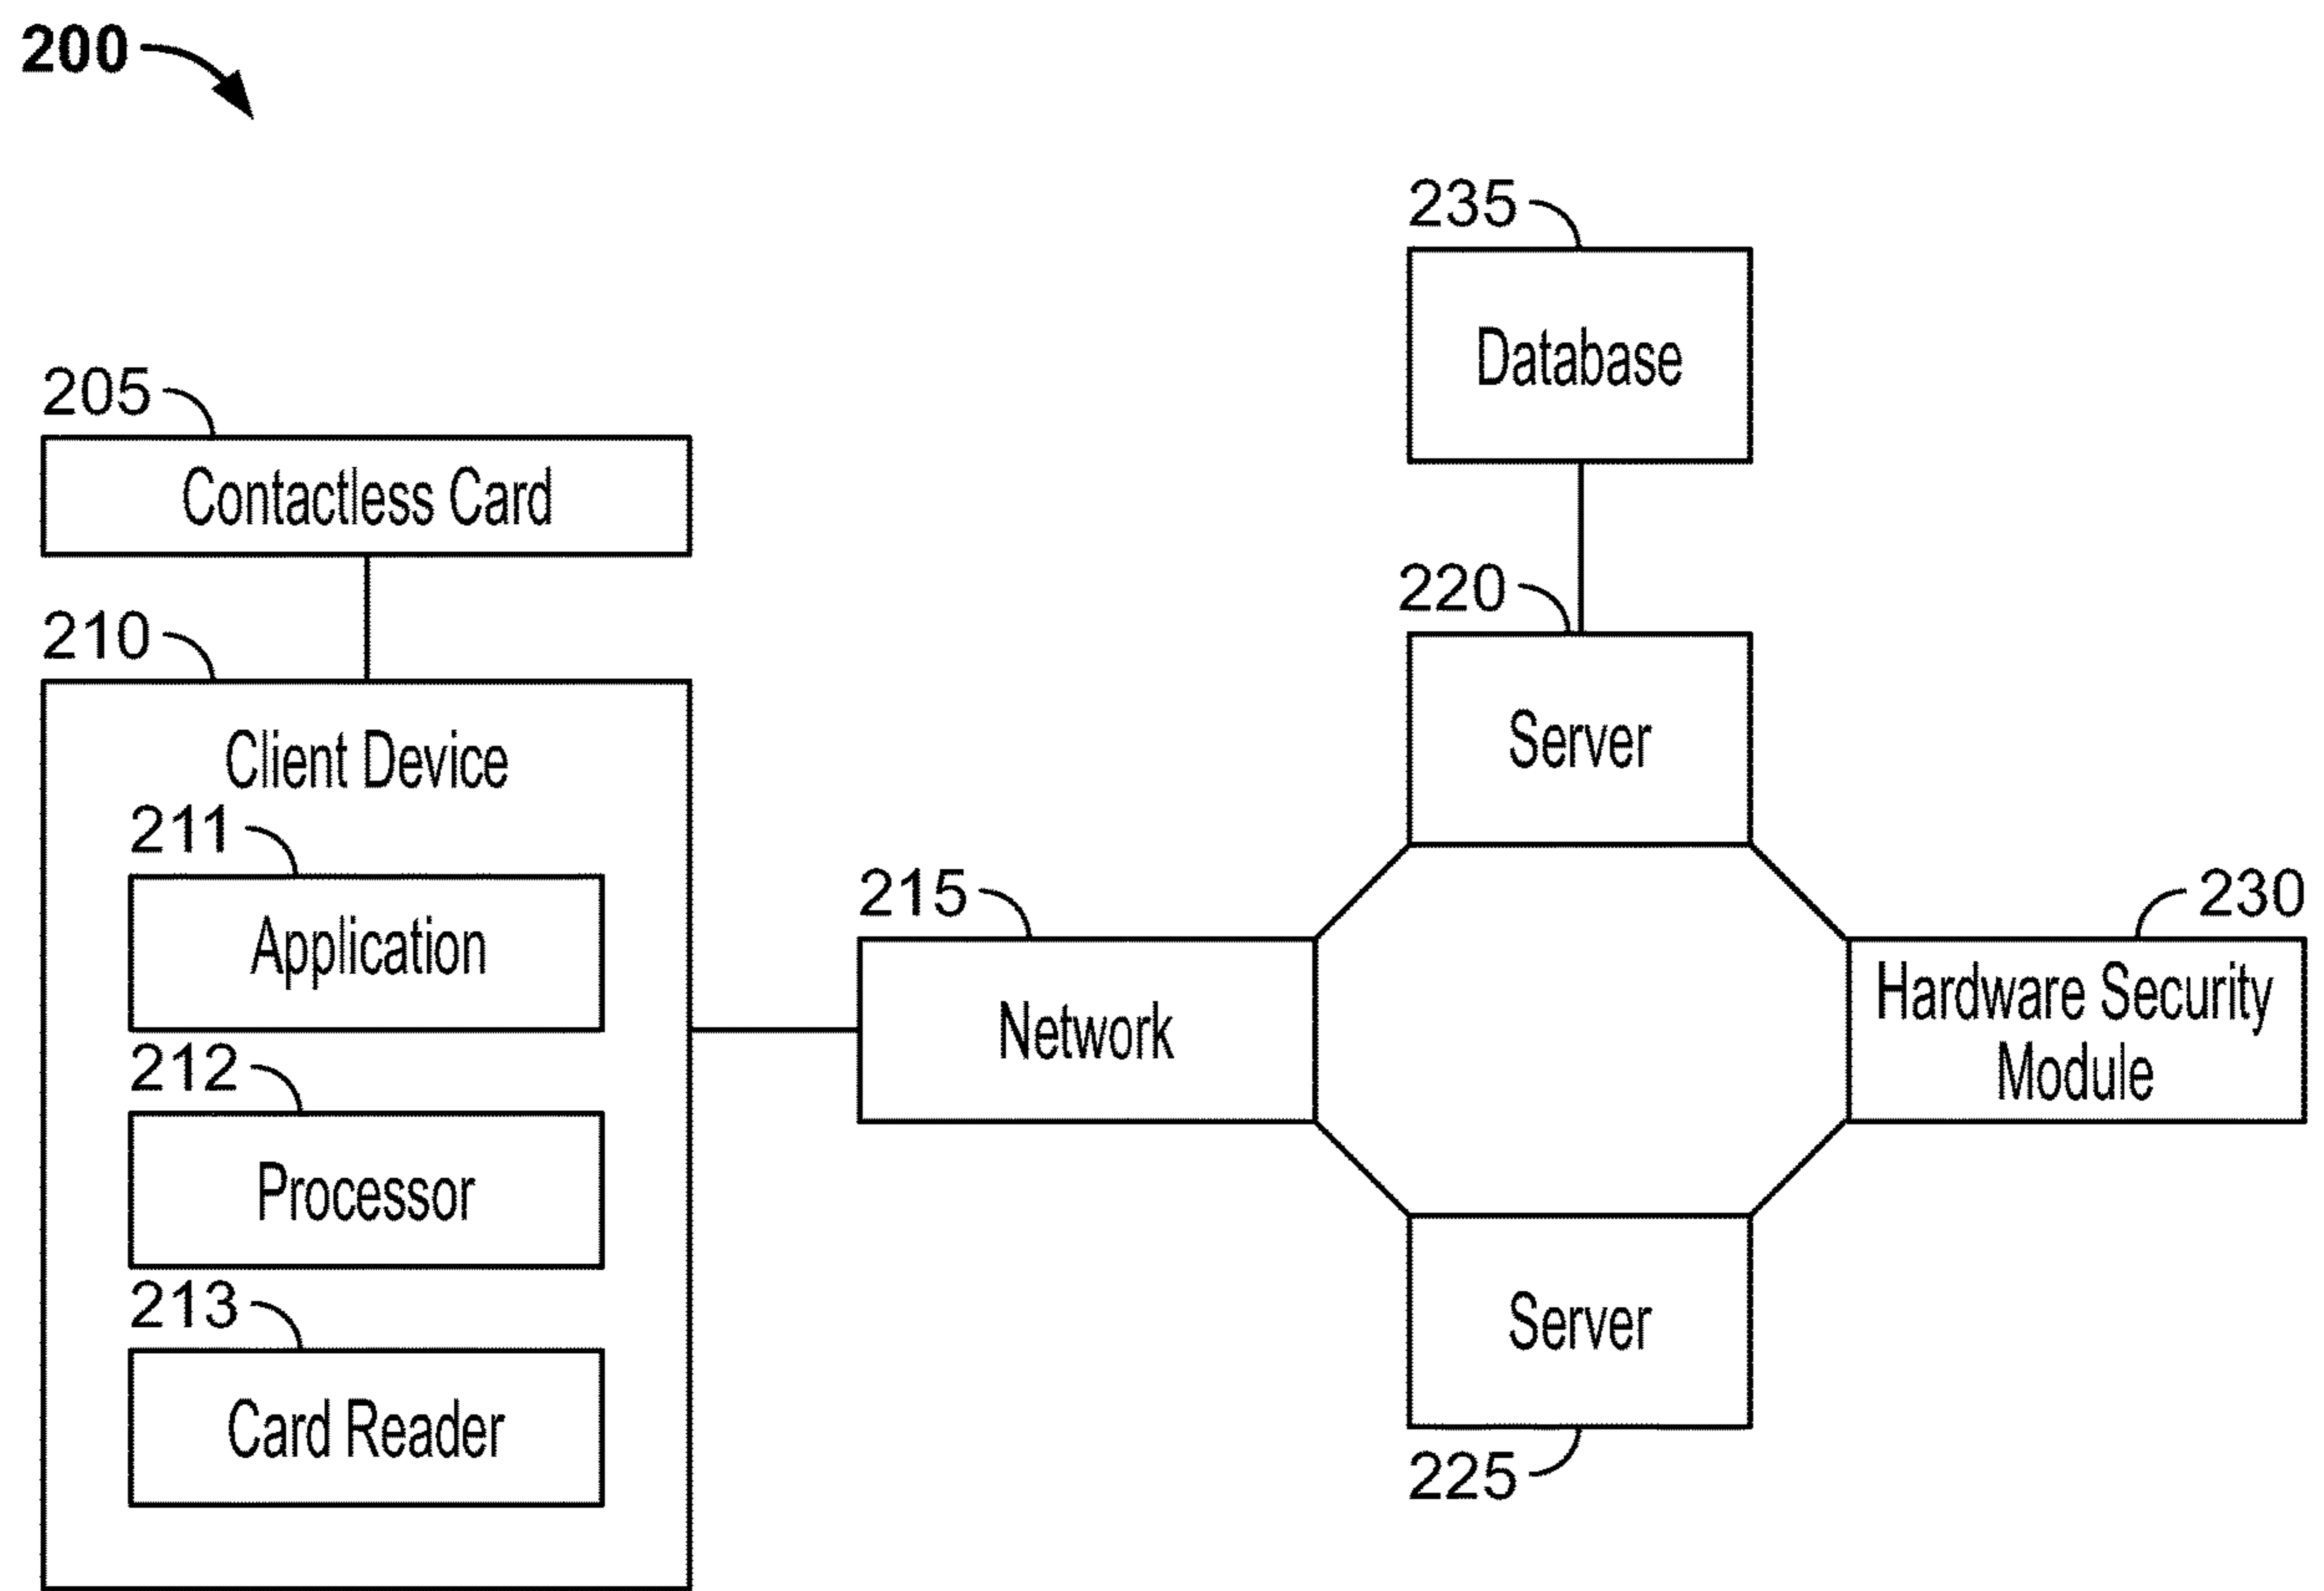 200
205
Contactless Card
210
Client Device
211
Application
212
Processor
213
Card Reader
215
Network
235
Database
220
Server
230
Hardware Security
Module
Server
225